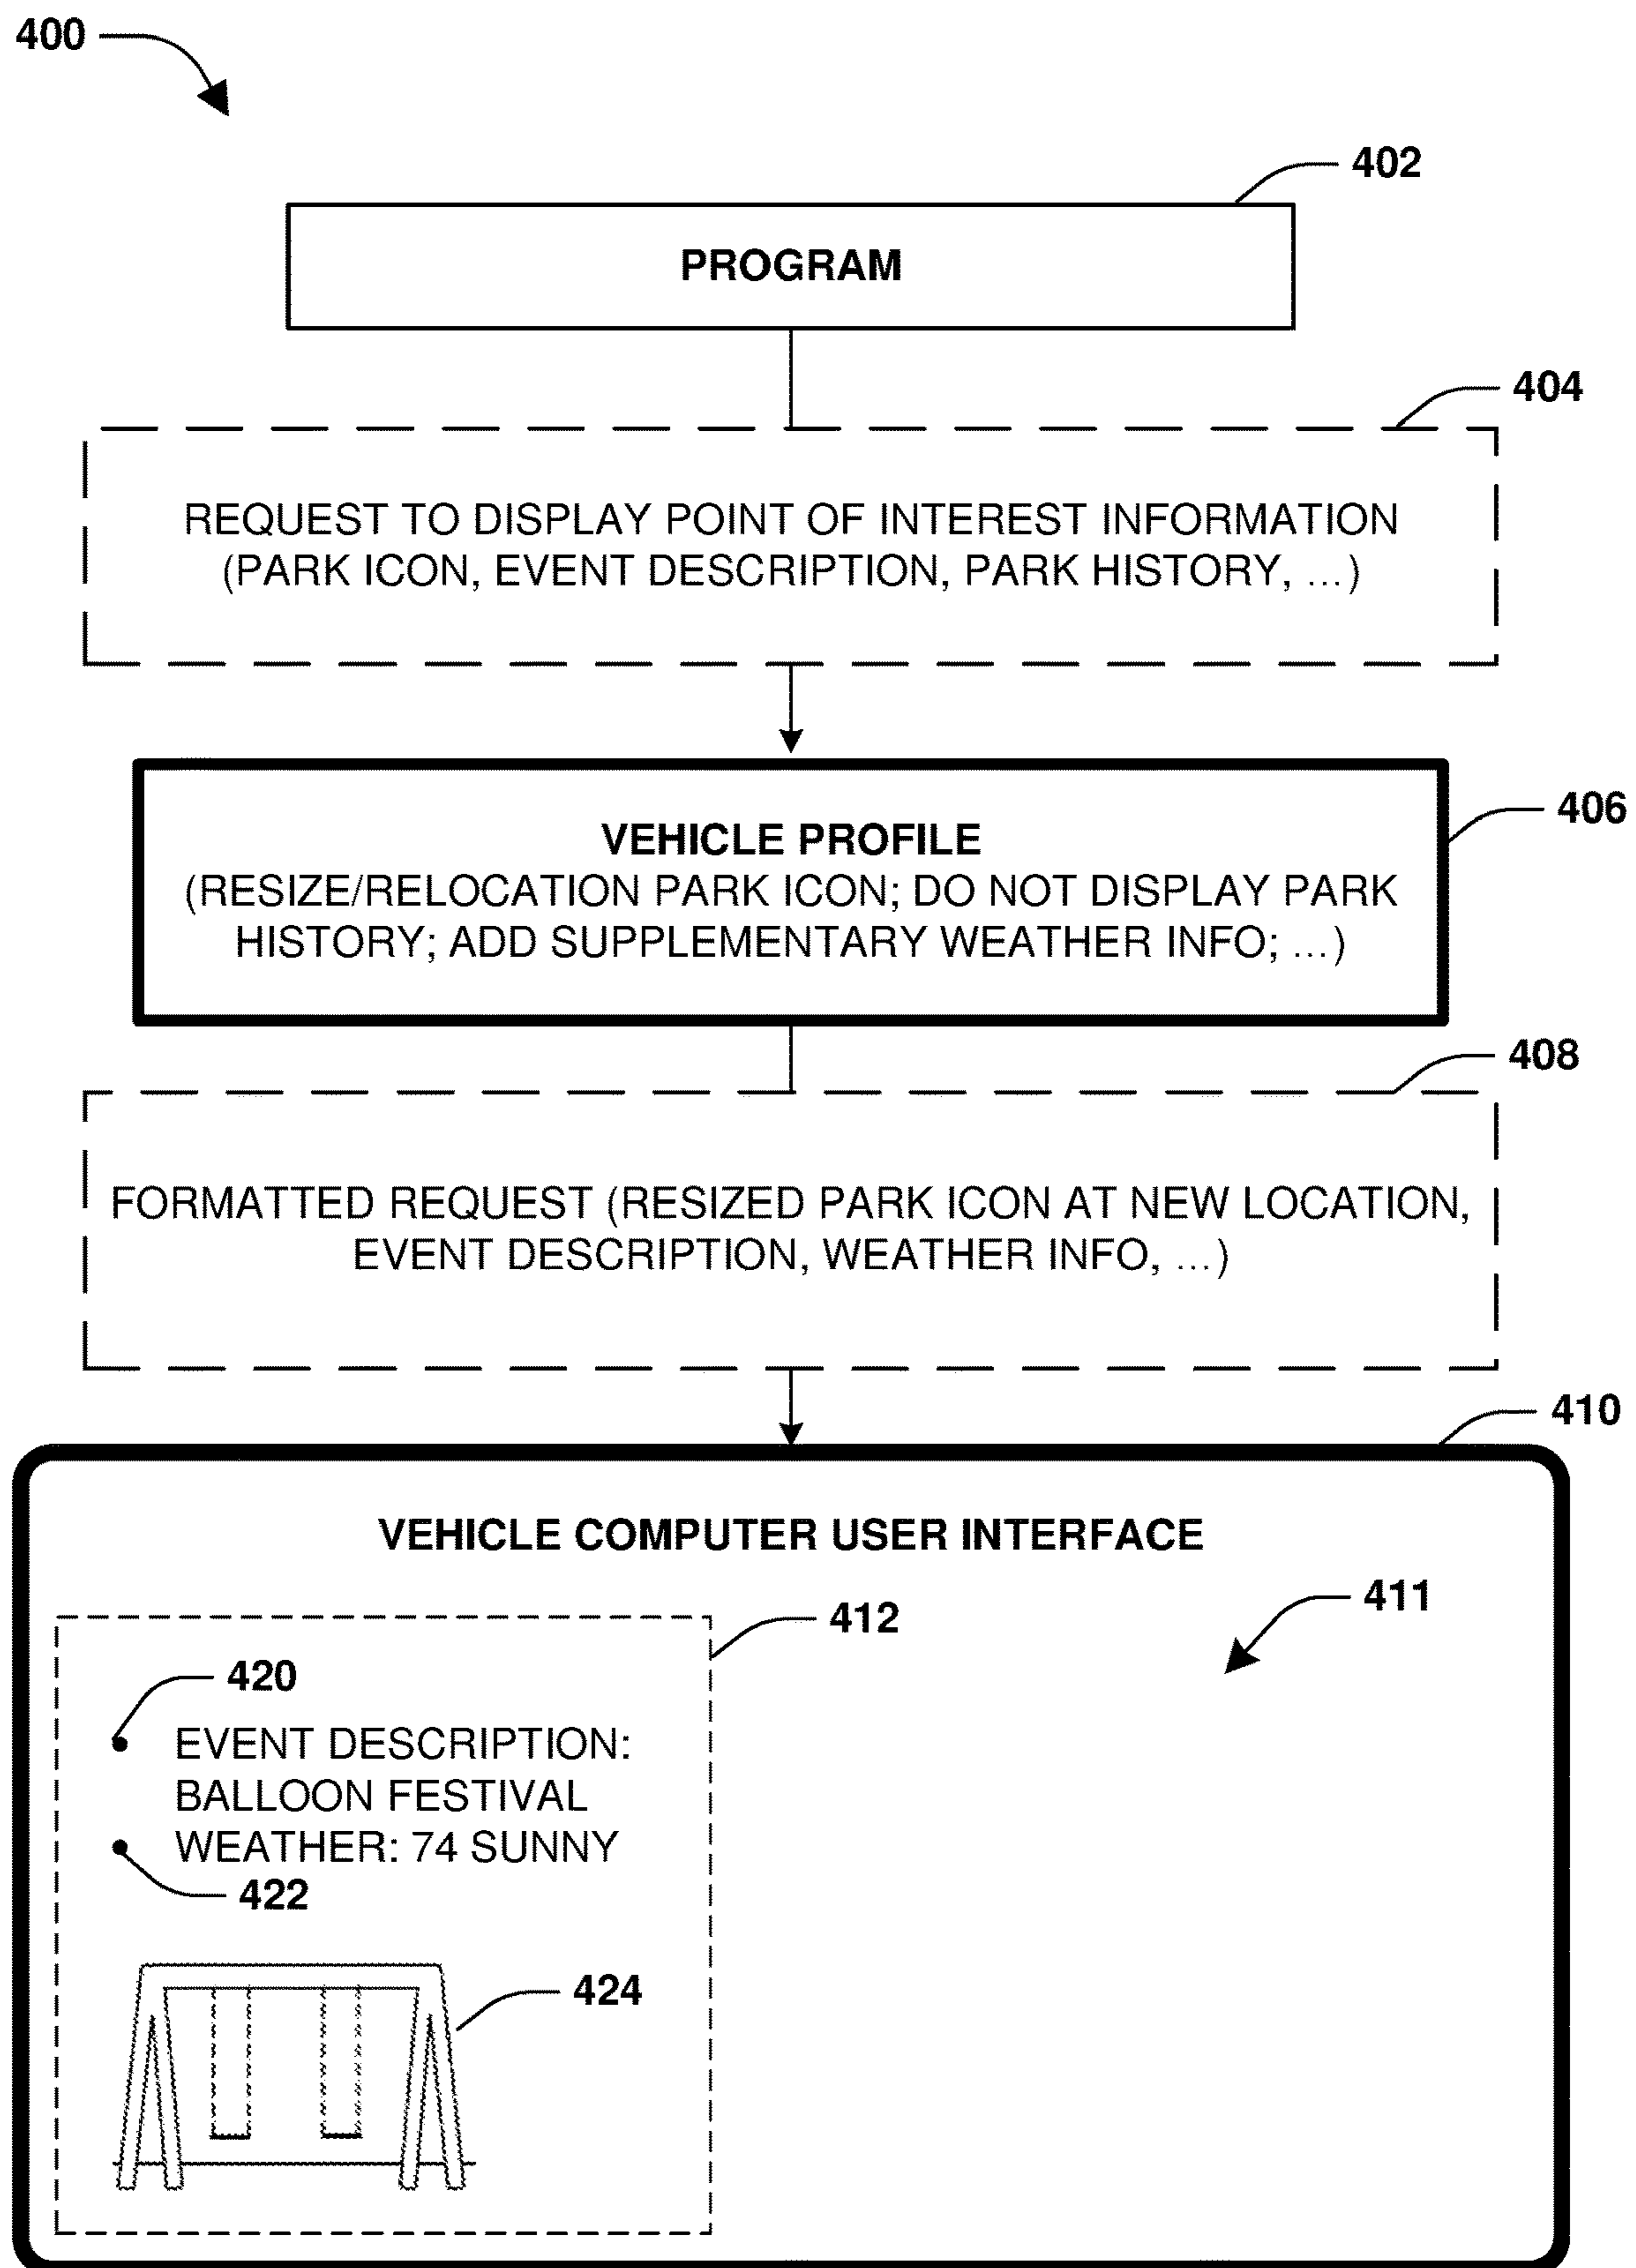 400
402
PROGRAM
404
REQUEST TO DISPLAY POINT OF INTEREST INFORMATION
(PARK ICON, EVENT DESCRIPTION, PARK HISTORY, ...)
406
VEHICLE PROFILE
(RESIZE/RELOCATION PARK ICON; DO NOT DISPLAY PARK
HISTORY; ADD SUPPLEMENTARY WEATHER INFO; ...)
408
FORMATTED REQUEST (RESIZED PARK ICON AT NEW LOCATION,
EVENT DESCRIPTION, WEATHER INFO, ...)
410
VEHICLE COMPUTER USER INTERFACE
411
412
420
• EVENT DESCRIPTION:
BALLOON FESTIVAL
• WEATHER: 74 SUNNY
422
424